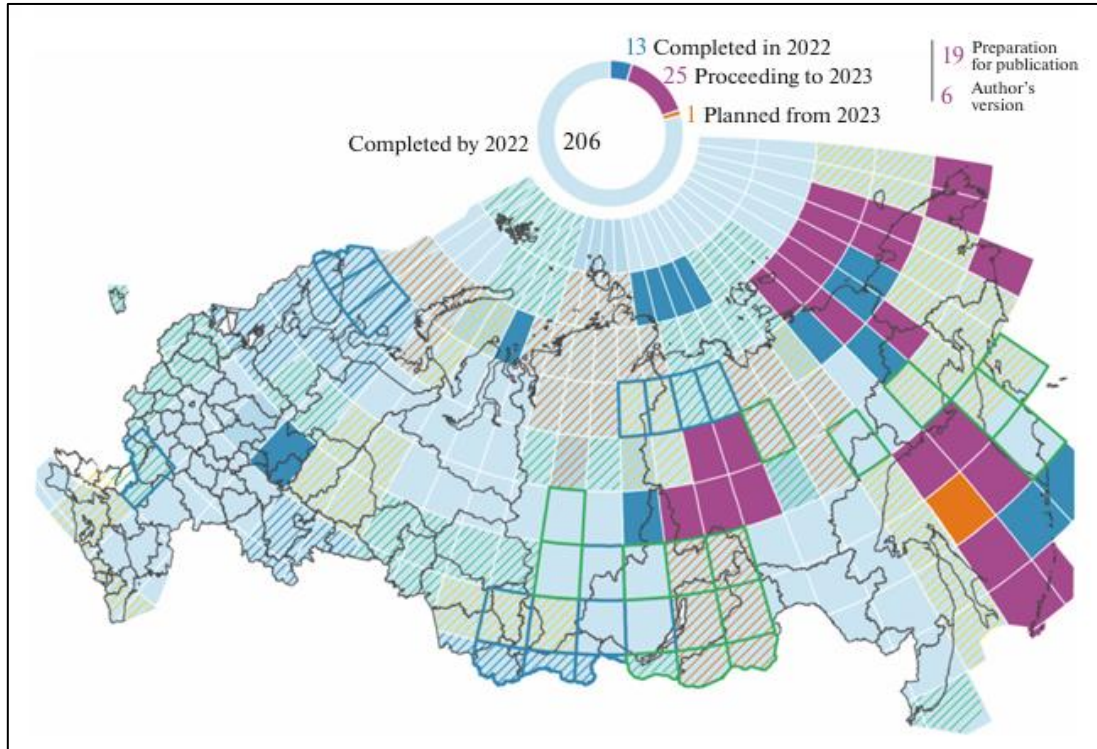 13 Completed in 2022
25 Proceeding to 2023
1 Planned from 2023
Completed by 2022
206
19 Preparation
for publication
6 Author's
version